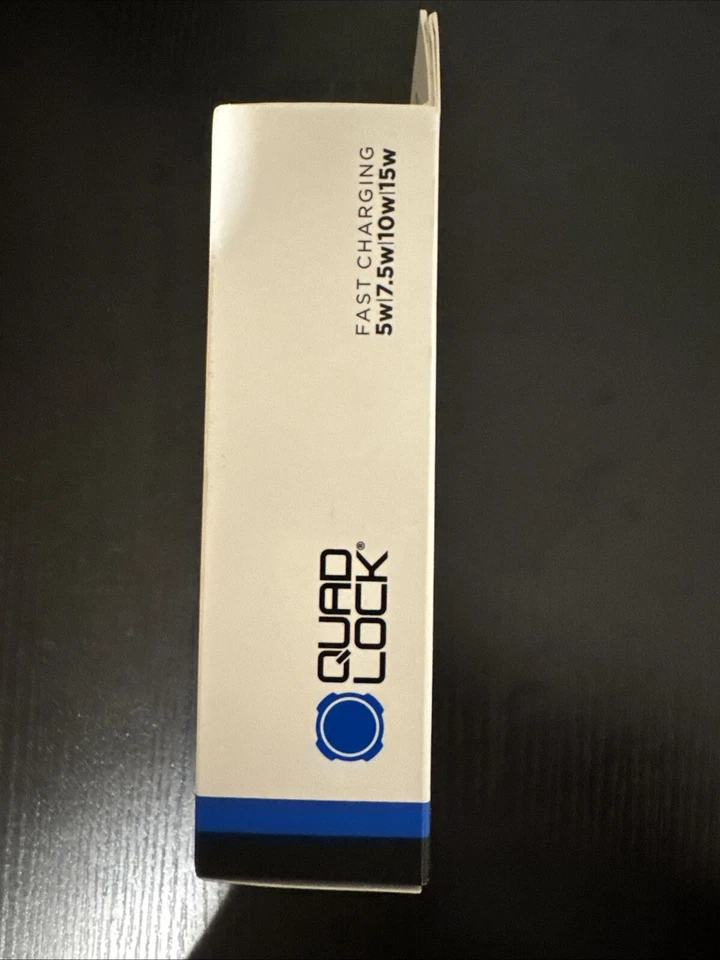 FAST CHARGING
5w|7.5w|10w|15w
QUAD
LOCK®